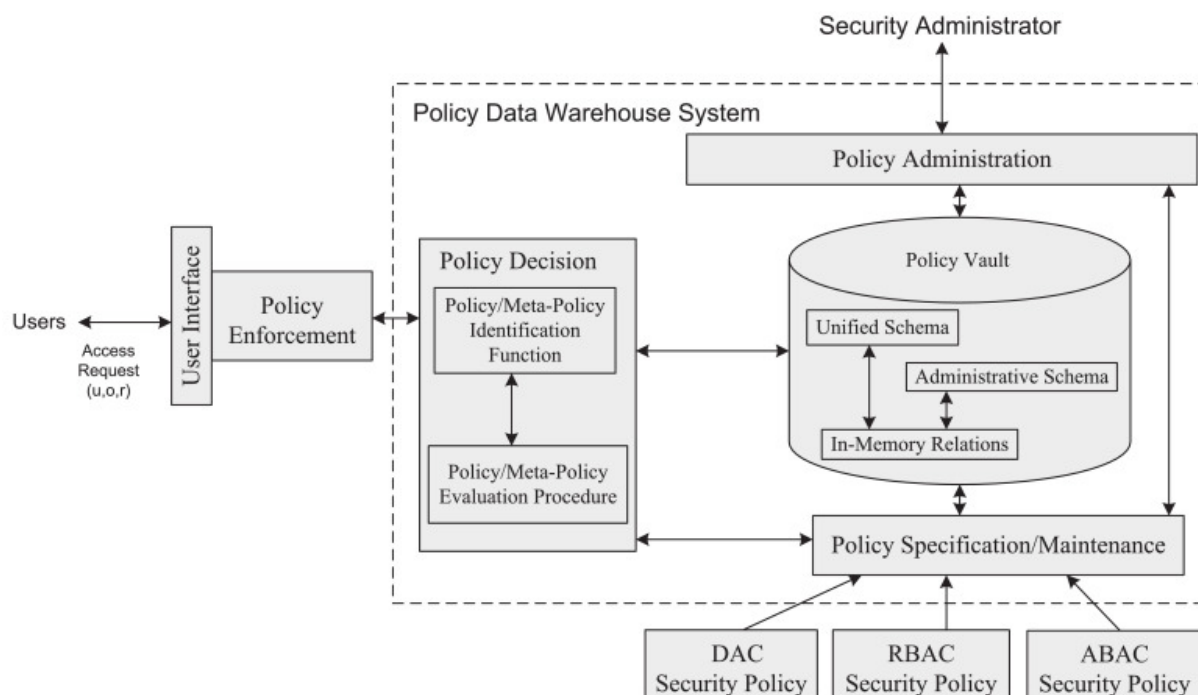 Security Administrator
Policy Data Warehouse System
Policy Administration
Policy Decision
Policy Vault
User Interface
Policy
Enforcement
Policy/Meta-Policy
Identification
Function
Unified Schema
Users
Access
Request
(u,o,r)
Administrative Schema
In-Memory Relations
Policy/Meta-Policy
Evaluation Procedure
Policy Specification/Maintenance
DAC
Security Policy
RBAC
Security Policy
ABAC
Security Policy